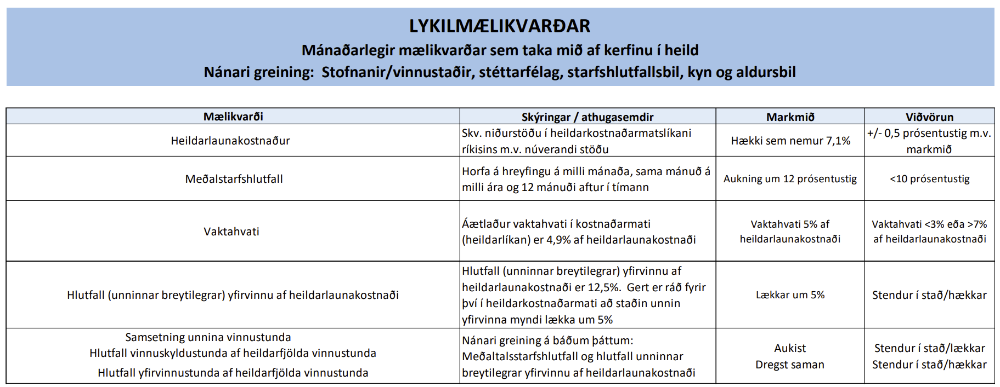 LYKILMÆLIKVARÐAR
Mánaðarlegir mælikvarðar sem taka mið af kerfinu í heild
Nánari greining:  Stofnanir/vinnustaðir, stéttarfélag, starfshlutfallsbil, kyn og aldursbil
Mælikvarði
Skýringar / athugasemdir
Markmið
Viðvörun
Heildarlaunakostnaður
Skv. niðurstöðu í heildarkostnaðarmatslíkani
ríkisins m.v. núverandi stöðu
Hækki sem nemur 7,1%
+/- 0,5 prósentustig m.v.
markmið
Meðalstarfshlutfall
Horfa á hreyfingu á milli mánaða, sama mánuð á
milli ára og 12 mánuði aftur í tímann
Aukning um 12 prósentustig
<10 prósentustig
Vaktahvati
Áætlaður vaktahvati í kostnaðarmati
(heildarlíkan) er 4,9% af heildarlaunakostnaði
Vaktahvati 5% af
heildarlaunakostnaði
Vaktahvati <3% eða >7%
af heildarlaunakostnaði
Hlutfall (unninnar breytilegrar) yfirvinnu af heildarlaunakostnaði
Hlutfall (unninnar breytilegrar) yfirvinnu af
heildarlaunakostnaði er 12,5%.  Gert er ráð fyrir
því í heildarkostnaðarmati að staðin unnin
yfirvinna myndi lækka um 5%
Lækkar um 5%
Stendur í stað/hækkar
Samsetning unnina vinnustunda
Hlutfall vinnuskyldustunda af heildarfjölda vinnustunda
Hlutfall yfirvinnustunda af heildarfjölda vinnustunda
Nánari greining á báðum þáttum:
Meðaltalsstarfshlutfall og hlutfall unninnar
breytilegrar yfirvinnu af heildarlaunakostnaði
Aukist
Dregst saman
Stendur í stað/lækkar
Stendur í stað/hækkar